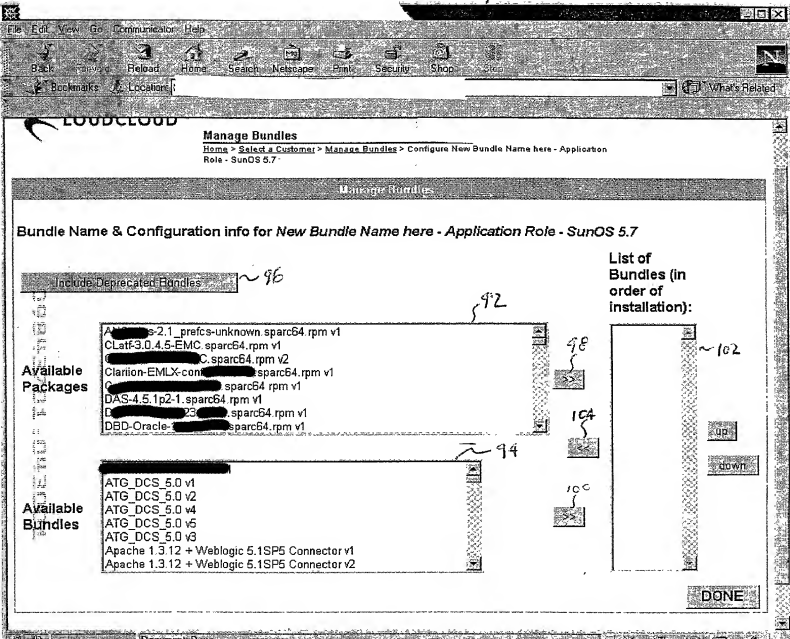 File Edit View Go Communicator Help
Back Reload Home Search Netscape Print Security Shop Stop
Bookmarks Location: What's Related
LOUDCLOUD
Manage Bundles
Home > Select a Customer > Manage Bundles > Configure New Bundle Name here - Application
Role - SunOS 5.7
Manage Bundles
Bundle Name & Configuration info for New Bundle Name here - Application Role - SunOS 5.7
List of
Bundles (in
order of
installation):
Include Deprecated Bundles 96
92
s-2.1_prefcs-unknown.sparc64.rpm v1
CLatf-3.0.4.5-EMC.sparc64.rpm v1
C.sparc64.rpm v2
Clariion-EMLX-con sparc64.rpm v1
sparc64.rpm v1
DAS-4.5.1p2-1.sparc64.rpm v1
23 .sparc64.rpm v1
DBD-Oracle- sparc64.rpm v1
Available
Packages
98
>>
102
104
<<
up
down
94
ATG_DCS_5.0 v1
ATG_DCS_5.0 v2
ATG_DCS_5.0 v4
ATG_DCS_5.0 v5
ATG_DCS_5.0 v3
Apache 1.3.12 + Weblogic 5.1SP5 Connector v1
Apache 1.3.12 + Weblogic 5.1SP5 Connector v2
Available
Bundles
100
>>
DONE